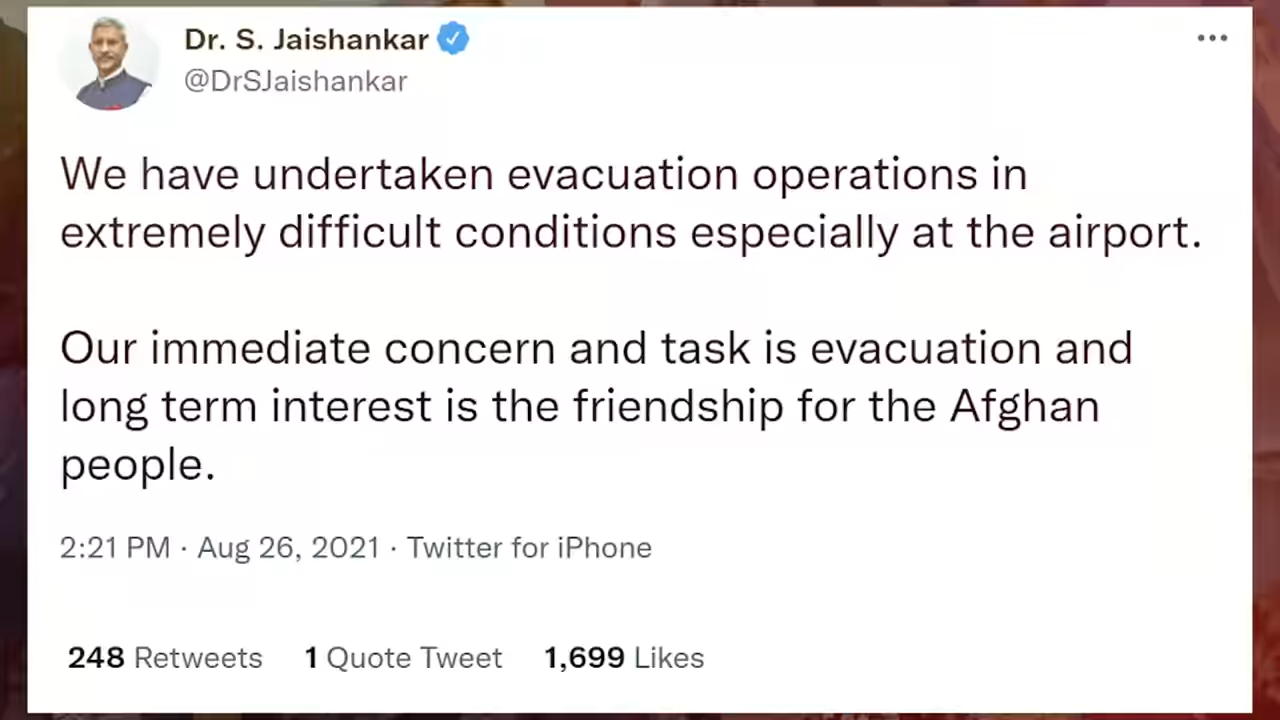 Dr. S. Jaishankar
@DrSJaishankar
We have undertaken evacuation operations in
extremely difficult conditions especially at the airport.
Our immediate concern and task is evacuation and
long term interest is the friendship for the Afghan
people.
2:21 PM · Aug 26, 2021 · Twitter for iPhone
248 Retweets 1 Quote Tweet 1,699 Likes